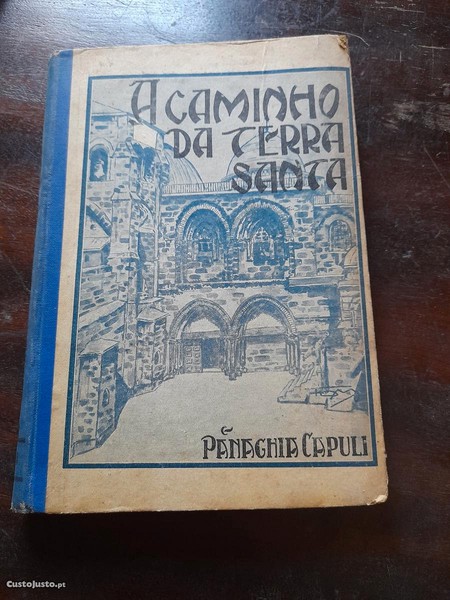 A CAMINHO
DA TERRA
SANTA
E
PANAGHIA CAPULI
CustoJusto.pt